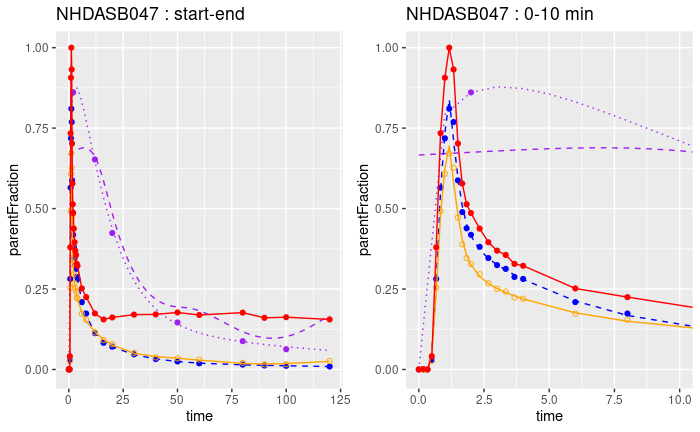 NHDASB047 : start-end
parentFraction
1.00
0.75
0.50
0.25
0.00
0 25 50 75 100 125
time
NHDASB047 : 0-10 min
parentFraction
1.00
0.75
0.50
0.25
0.00
0.0 2.5 5.0 7.5 10.0
time